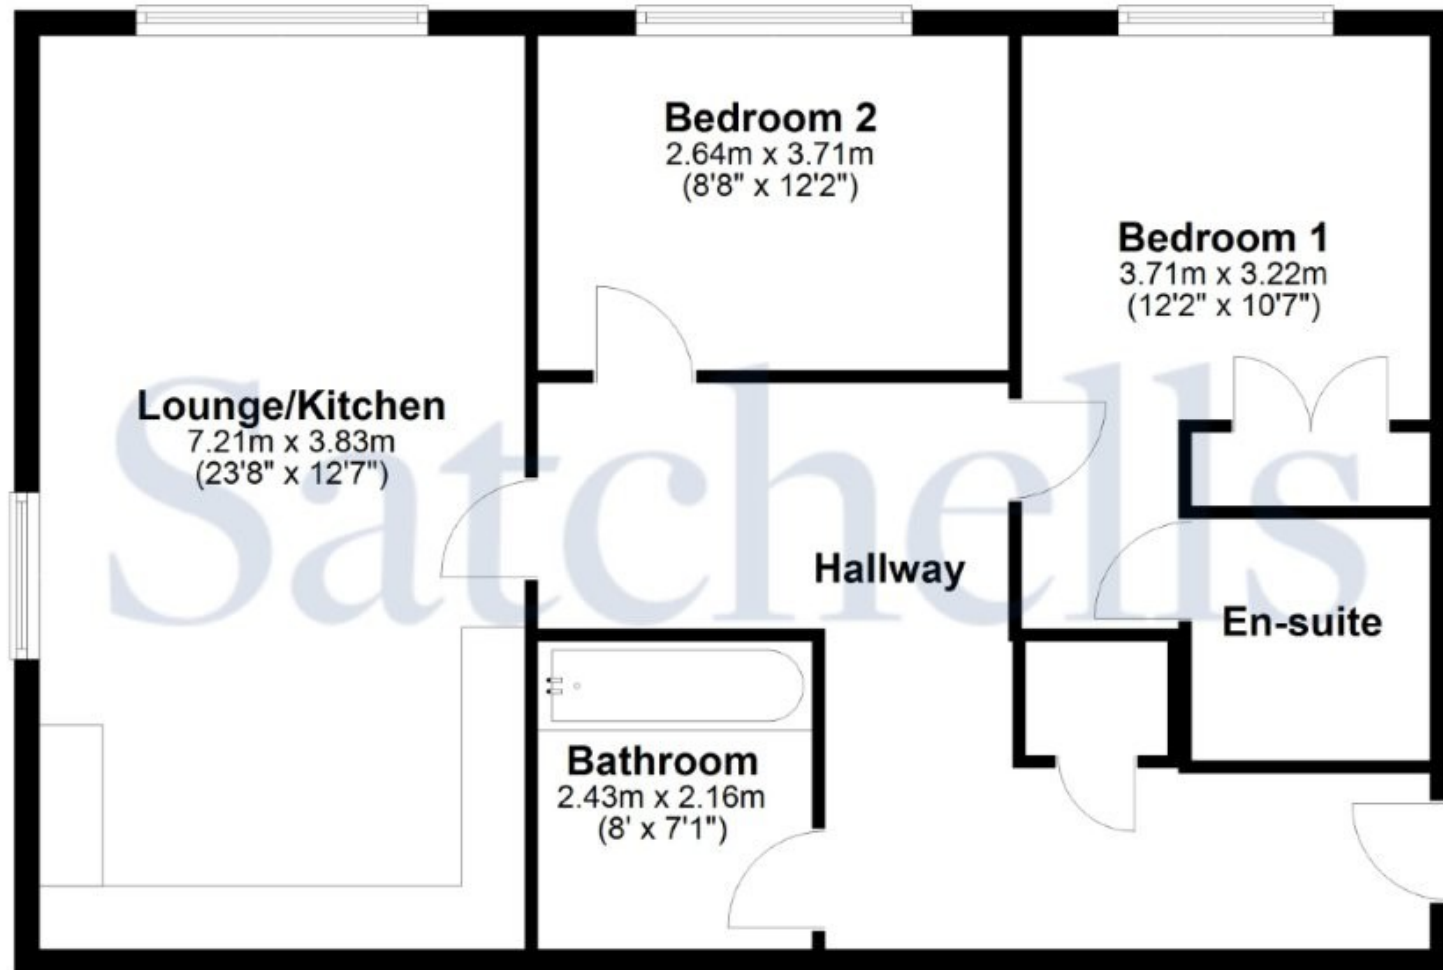 Bedroom 2
2.64m x 3.71m
(8'8" x 12'2")
Bedroom 1
3.71m x 3.22m
(12'2" x 10'7")
Lounge/Kitchen
7.21m x 3.83m
(23'8" x 12'7")
Satchells
Hallway
En-suite
Bathroom
2.43m x 2.16m
(8' x 7'1")